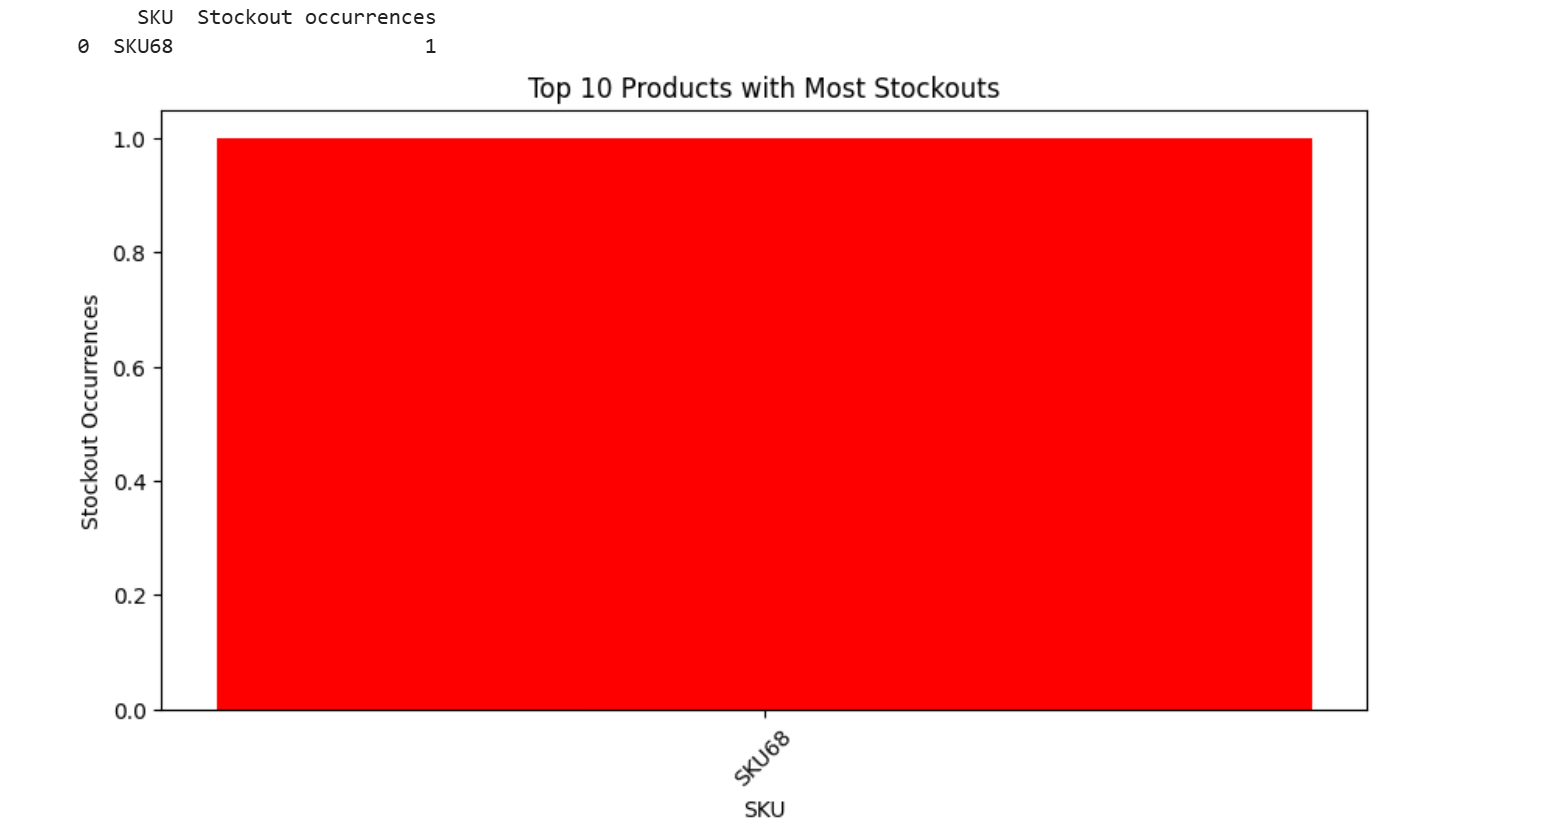 SKU Stockout occurrences
0 SKU68 1
Top 10 Products with Most Stockouts
1.0
0.8
0.6
0.4
0.2
0.0
Stockout Occurrences
SKU68
SKU